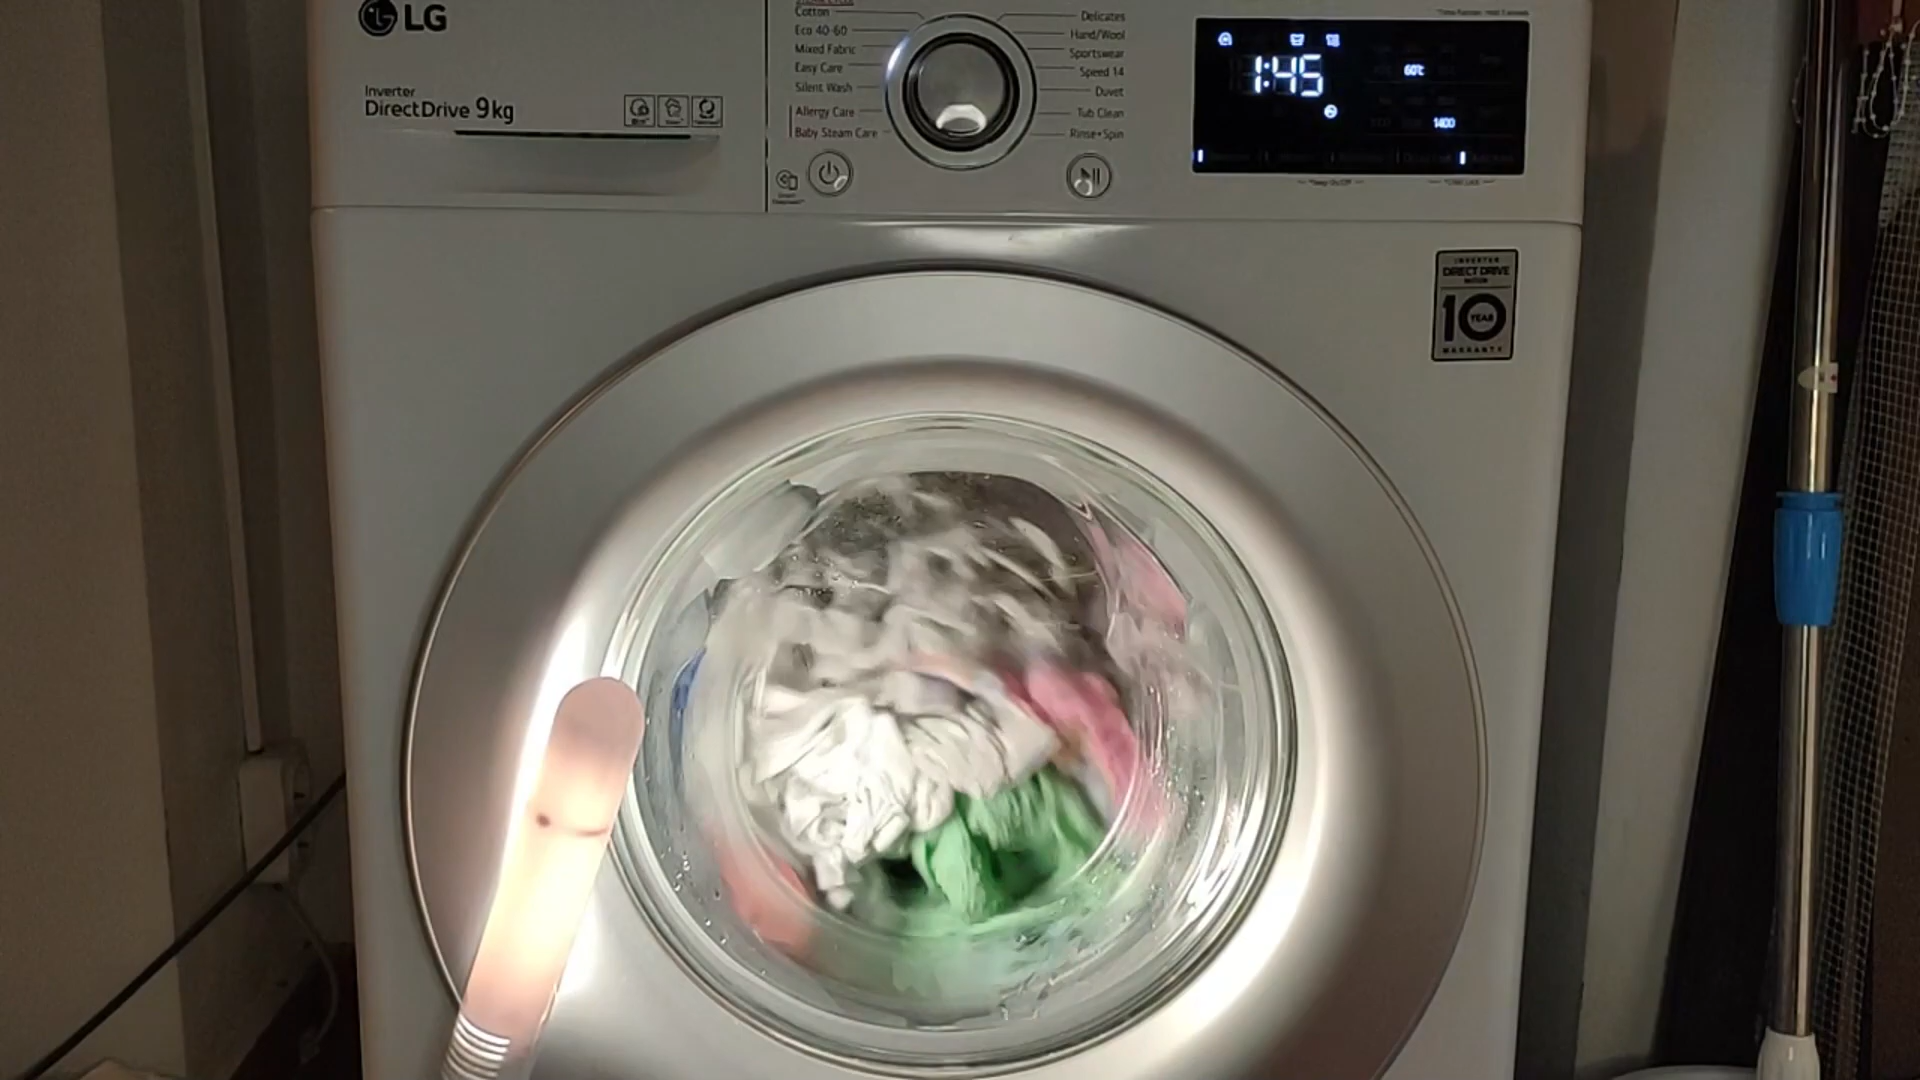 LG
Inverter
DirectDrive 9kg
Cotton
Eco 40-60
Mixed Fabric
Easy Care
Silent Wash
Allergy Care
Baby Steam Care
Delicates
Hand/Wool
Sportswear
Speed 14
Duvet
Tub Clean
Rinse+Spin
1:45
60℃
1400
INVERTER
DIRECT DRIVE
MOTOR
10 YEAR
WARRANTY